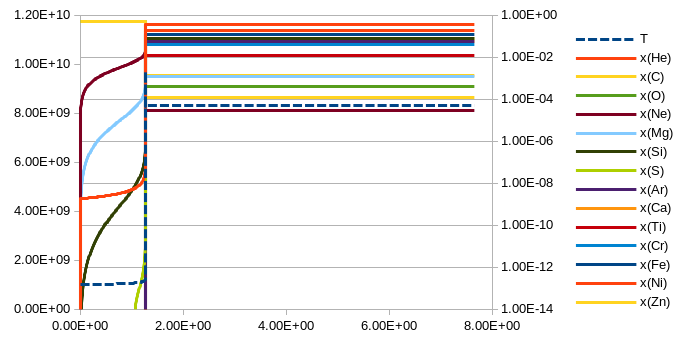 1.20E+10
1.00E+10
8.00E+09
6.00E+09
4.00E+09
2.00E+09
0.00E+00
1.00E+00
1.00E-02
1.00E-04
1.00E-06
1.00E-08
1.00E-10
1.00E-12
1.00E-14
0.00E+00 2.00E+00 4.00E+00 6.00E+00 8.00E+00
T
x(He)
x(C)
x(O)
x(Ne)
x(Mg)
x(Si)
x(S)
x(Ar)
x(Ca)
x(Ti)
x(Cr)
x(Fe)
x(Ni)
x(Zn)